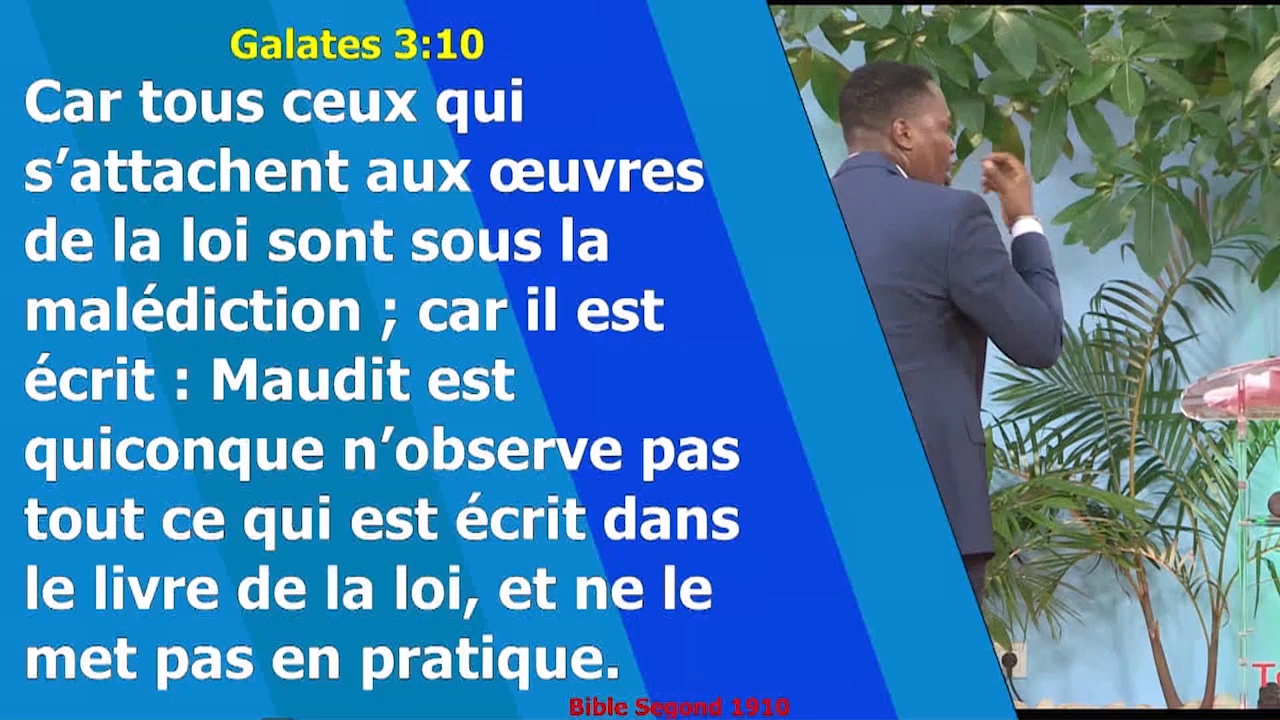 Galates 3:10
Car tous ceux qui
s’attachent aux œuvres
de la loi sont sous la
malédiction ; car il est
écrit : Maudit est
quiconque n’observe pas
tout ce qui est écrit dans
le livre de la loi, et ne le
met pas en pratique.
Bible Segond 1910